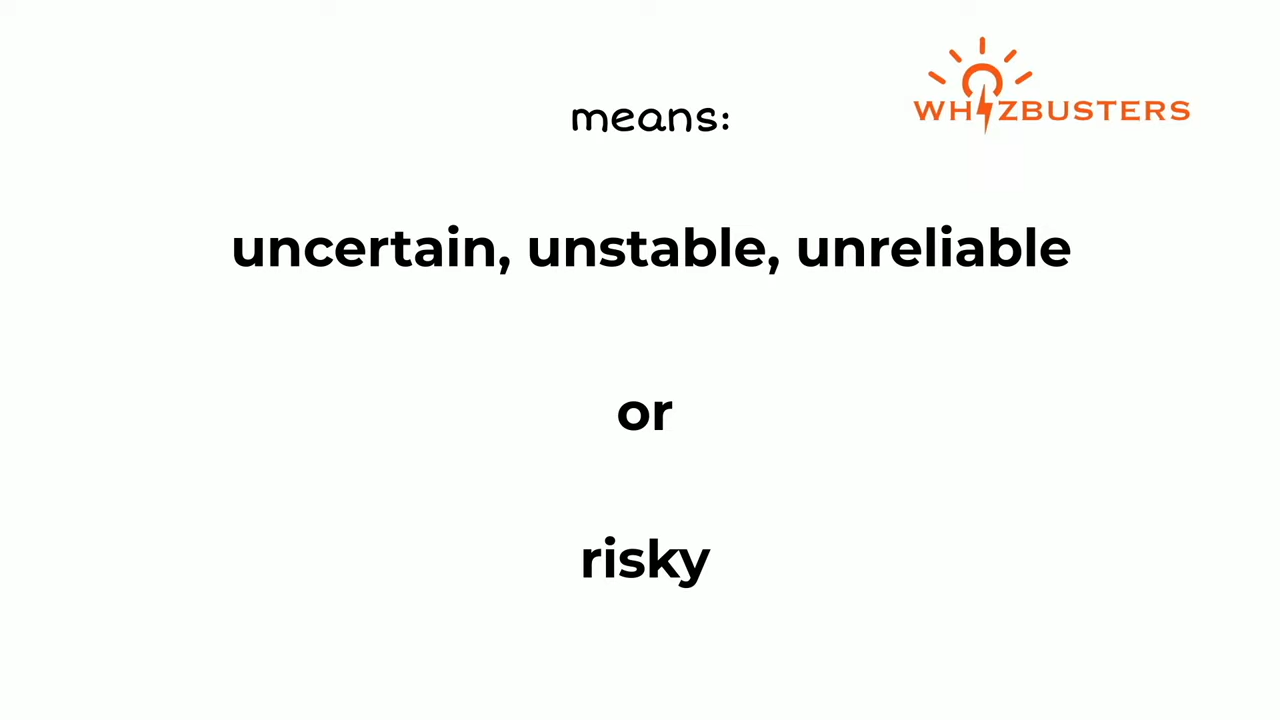 WHIZBUSTERS
means:
uncertain, unstable, unreliable
or
risky